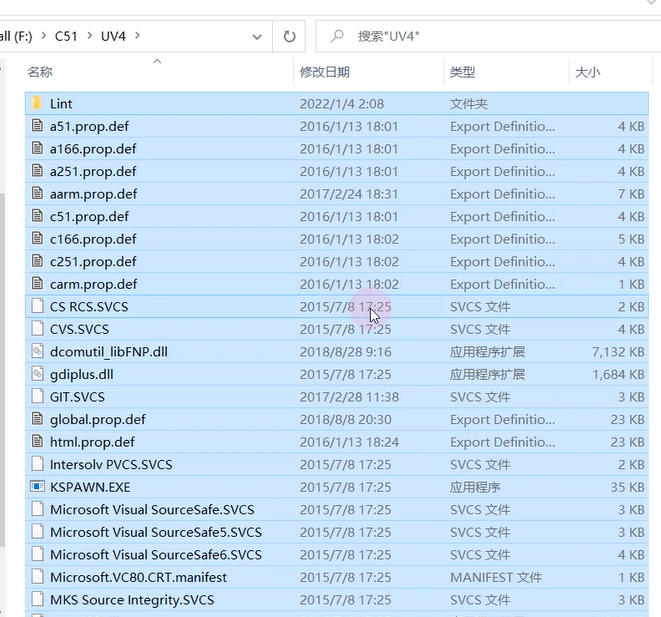 all (F:) > C51 > UV4 >
搜索"UV4"
名称 修改日期 类型 大小
Lint 2022/1/4 2:08 文件夹
a51.prop.def 2016/1/13 18:01 Export Definitio... 4 KB
a166.prop.def 2016/1/13 18:01 Export Definitio... 4 KB
a251.prop.def 2016/1/13 18:01 Export Definitio... 4 KB
aarm.prop.def 2017/2/24 18:31 Export Definitio... 7 KB
c51.prop.def 2016/1/13 18:01 Export Definitio... 4 KB
c166.prop.def 2016/1/13 18:02 Export Definitio... 5 KB
c251.prop.def 2016/1/13 18:02 Export Definitio... 4 KB
carm.prop.def 2016/1/13 18:02 Export Definitio... 1 KB
CS RCS.SVCS 2015/7/8 17:25 SVCS 文件 2 KB
CVS.SVCS 2015/7/8 17:25 SVCS 文件 4 KB
dcomutil_libFNP.dll 2018/8/28 9:16 应用程序扩展 7,132 KB
gdiplus.dll 2015/7/8 17:25 应用程序扩展 1,684 KB
GIT.SVCS 2017/2/28 11:38 SVCS 文件 3 KB
global.prop.def 2018/8/8 20:30 Export Definitio... 23 KB
html.prop.def 2016/1/13 18:24 Export Definitio... 23 KB
Intersolv PVCS.SVCS 2015/7/8 17:25 SVCS 文件 2 KB
KSPAWN.EXE 2015/7/8 17:25 应用程序 35 KB
Microsoft Visual SourceSafe.SVCS 2015/7/8 17:25 SVCS 文件 3 KB
Microsoft Visual SourceSafe5.SVCS 2015/7/8 17:25 SVCS 文件 3 KB
Microsoft Visual SourceSafe6.SVCS 2015/7/8 17:25 SVCS 文件 4 KB
Microsoft.VC80.CRT.manifest 2015/7/8 17:25 MANIFEST 文件 1 KB
MKS Source Integrity.SVCS 2015/7/8 17:25 SVCS 文件 3 KB